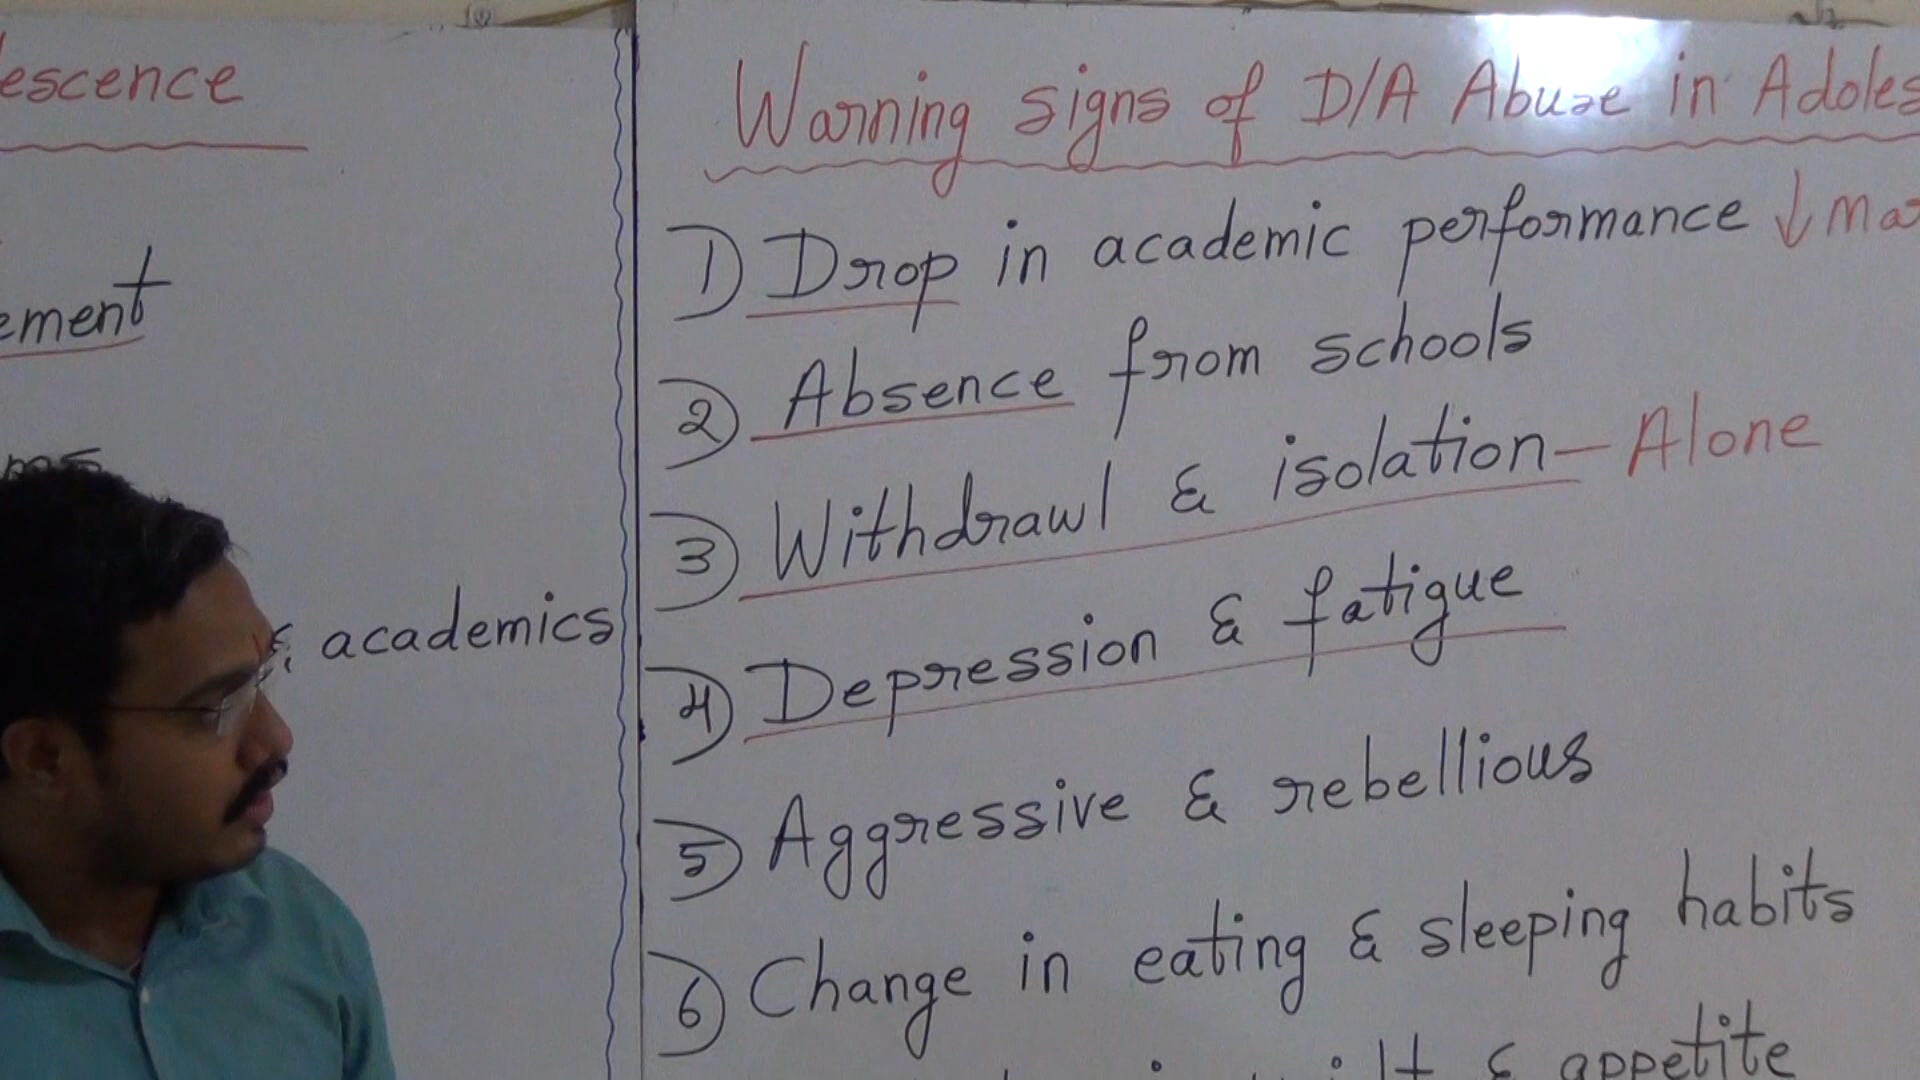 escence
ement
& academics
Warning signs of D/A Abuse in Adoles
1) Drop in academic performance ↓ Ma
2) Absence from schools
3) Withdrawl & isolation - Alone
4) Depression & fatigue
5) Aggressive & rebellious
6) Change in eating & sleeping habits
& appetite